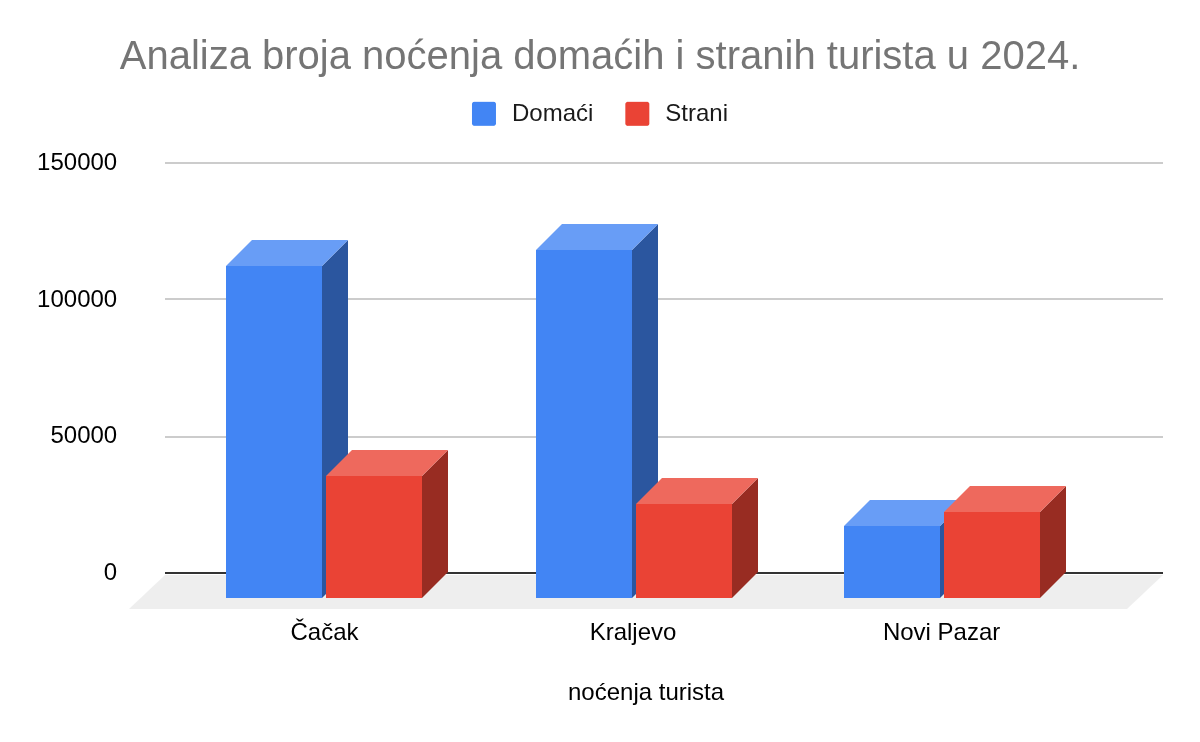 Analiza broja noćenja domaćih i stranih turista u 2024.
Domaći Strani
150000
100000
50000
0
Čačak Kraljevo Novi Pazar
noćenja turista